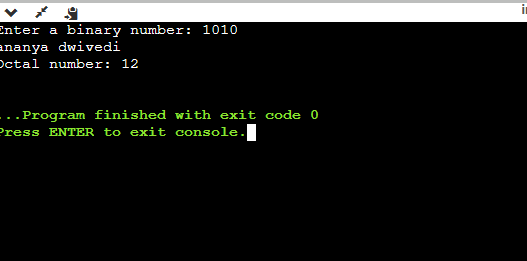 Enter a binary number: 1010
ananya dwivedi
Octal number: 12
...Program finished with exit code 0
Press ENTER to exit console.